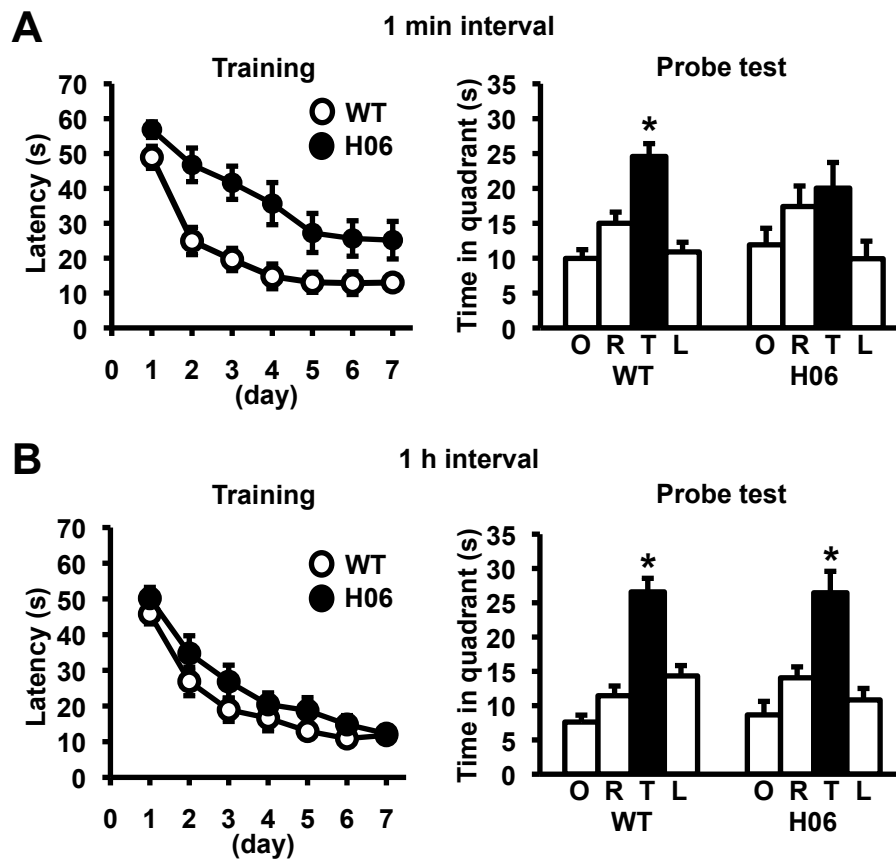 A
1 min interval
Training
Probe test
Latency (s)
70
60
50
40
30
20
10
0
WT
H06
0 1 2 3 4 5 6 7
(day)
Time in quadrant (s)
35
30
25
20
15
10
5
0
*
O R T L O R T L
WT H06
B
1 h interval
Training
Probe test
Latency (s)
70
60
50
40
30
20
10
0
WT
H06
0 1 2 3 4 5 6 7
(day)
Time in quadrant (s)
35
30
25
20
15
10
5
0
* *
O R T L O R T L
WT H06